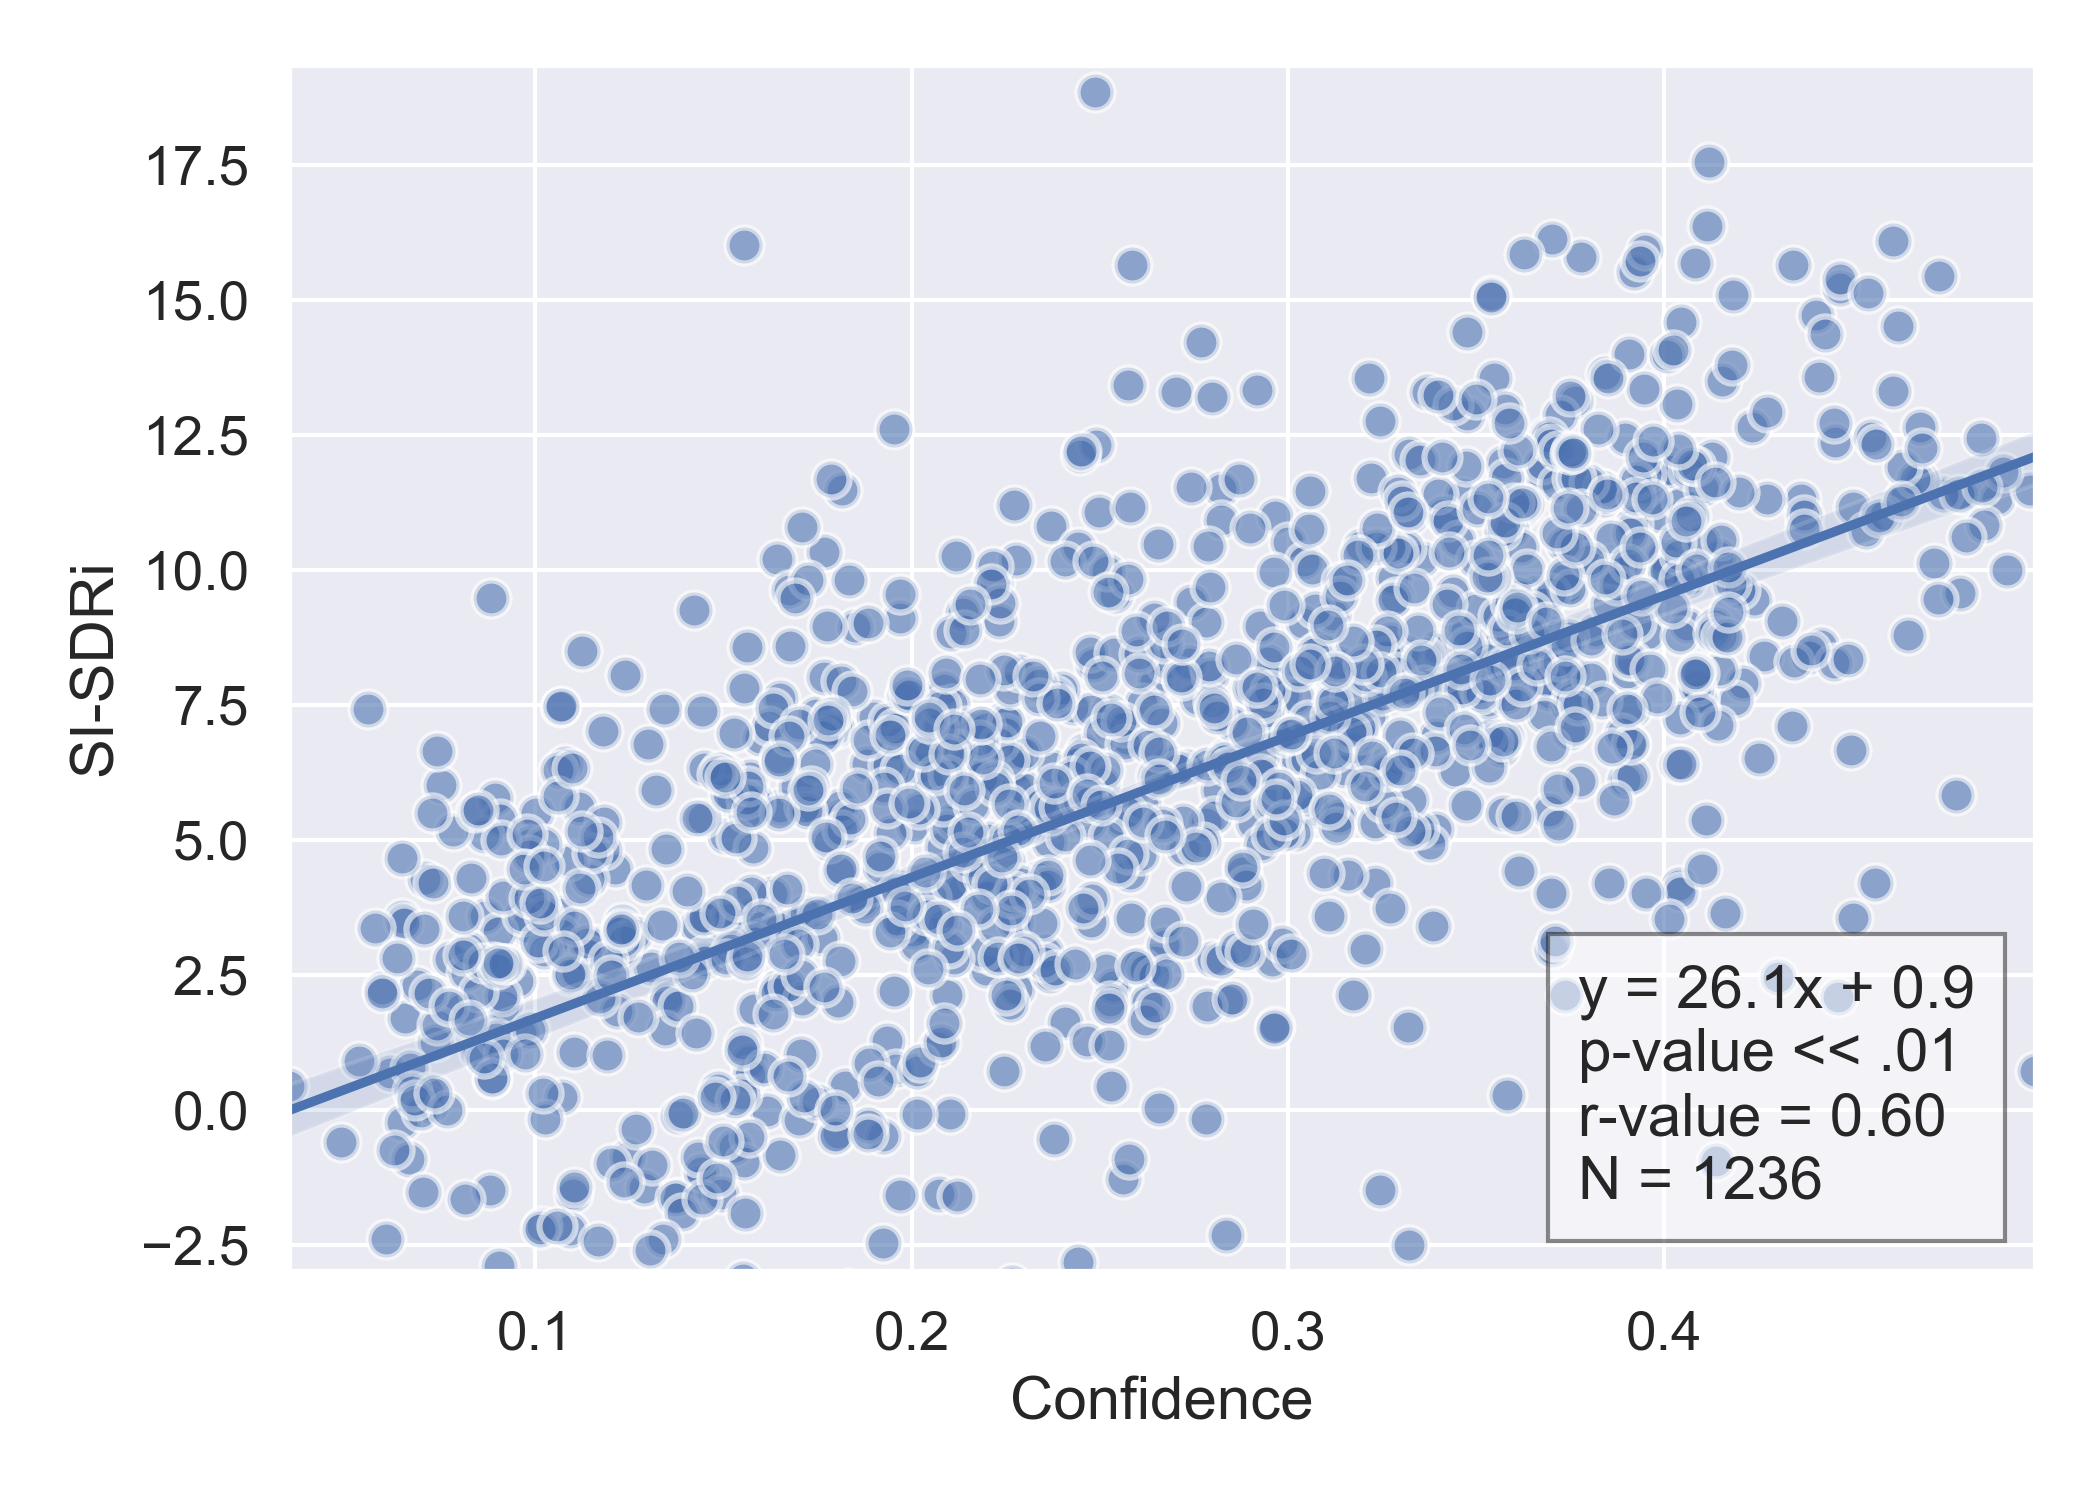 17.5
15.0
12.5
10.0
7.5
5.0
2.5
0.0
−2.5
SI-SDRi
0.1
0.2
0.3
0.4
Confidence
y = 26.1x + 0.9
p-value << .01
r-value = 0.60
N = 1236